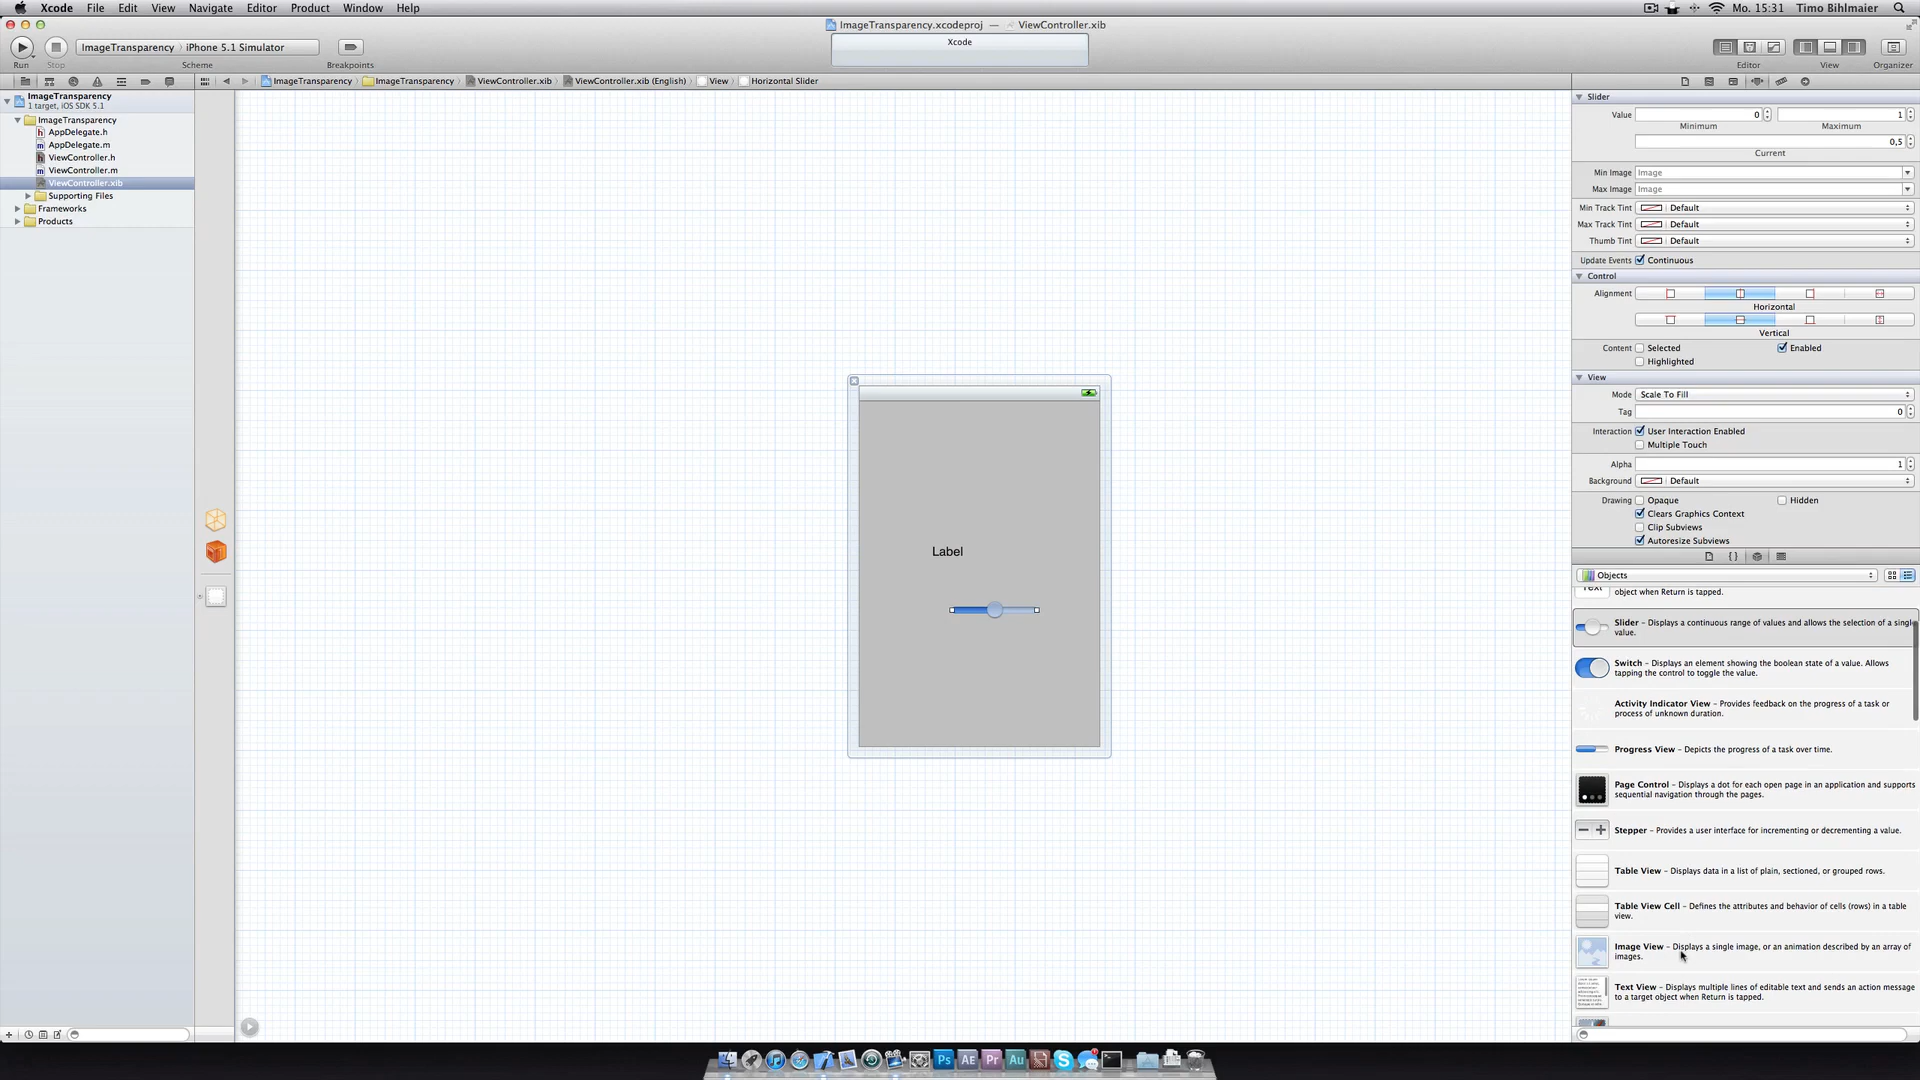 Xcode File Edit View Navigate Editor Product Window Help
Mo. 15:31 Timo Bihlmaier
ImageTransparency.xcodeproj — ViewController.xib
ImageTransparency iPhone 5.1 Simulator
Xcode
Run Stop Scheme Breakpoints
Editor View Organizer
ImageTransparency ImageTransparency ViewController.xib ViewController.xib (English) View Horizontal Slider
ImageTransparency
1 target, iOS SDK 5.1
ImageTransparency
AppDelegate.h
AppDelegate.m
ViewController.h
ViewController.m
ViewController.xib
Supporting Files
Frameworks
Products
Label
Slider
Value 0 1
Minimum Maximum
0,5
Current
Min Image Image
Max Image Image
Min Track Tint Default
Max Track Tint Default
Thumb Tint Default
Update Events Continuous
Control
Alignment
Horizontal
Vertical
Content Selected Enabled
Highlighted
View
Mode Scale To Fill
Tag 0
Interaction User Interaction Enabled
Multiple Touch
Alpha 1
Background Default
Drawing Opaque Hidden
Clears Graphics Context
Clip Subviews
Autoresize Subviews
{ }
Objects
object when Return is tapped.
Slider – Displays a continuous range of values and allows the selection of a single
value.
Switch – Displays an element showing the boolean state of a value. Allows
tapping the control to toggle the value.
Activity Indicator View – Provides feedback on the progress of a task or
process of unknown duration.
Progress View – Depicts the progress of a task over time.
Page Control – Displays a dot for each open page in an application and supports
sequential navigation through the pages.
Stepper – Provides a user interface for incrementing or decrementing a value.
Table View – Displays data in a list of plain, sectioned, or grouped rows.
Table View Cell – Defines the attributes and behavior of cells (rows) in a table
view.
Image View – Displays a single image, or an animation described by an array of
images.
Text View – Displays multiple lines of editable text and sends an action message
to a target object when Return is tapped.
Ps AE Pr Au